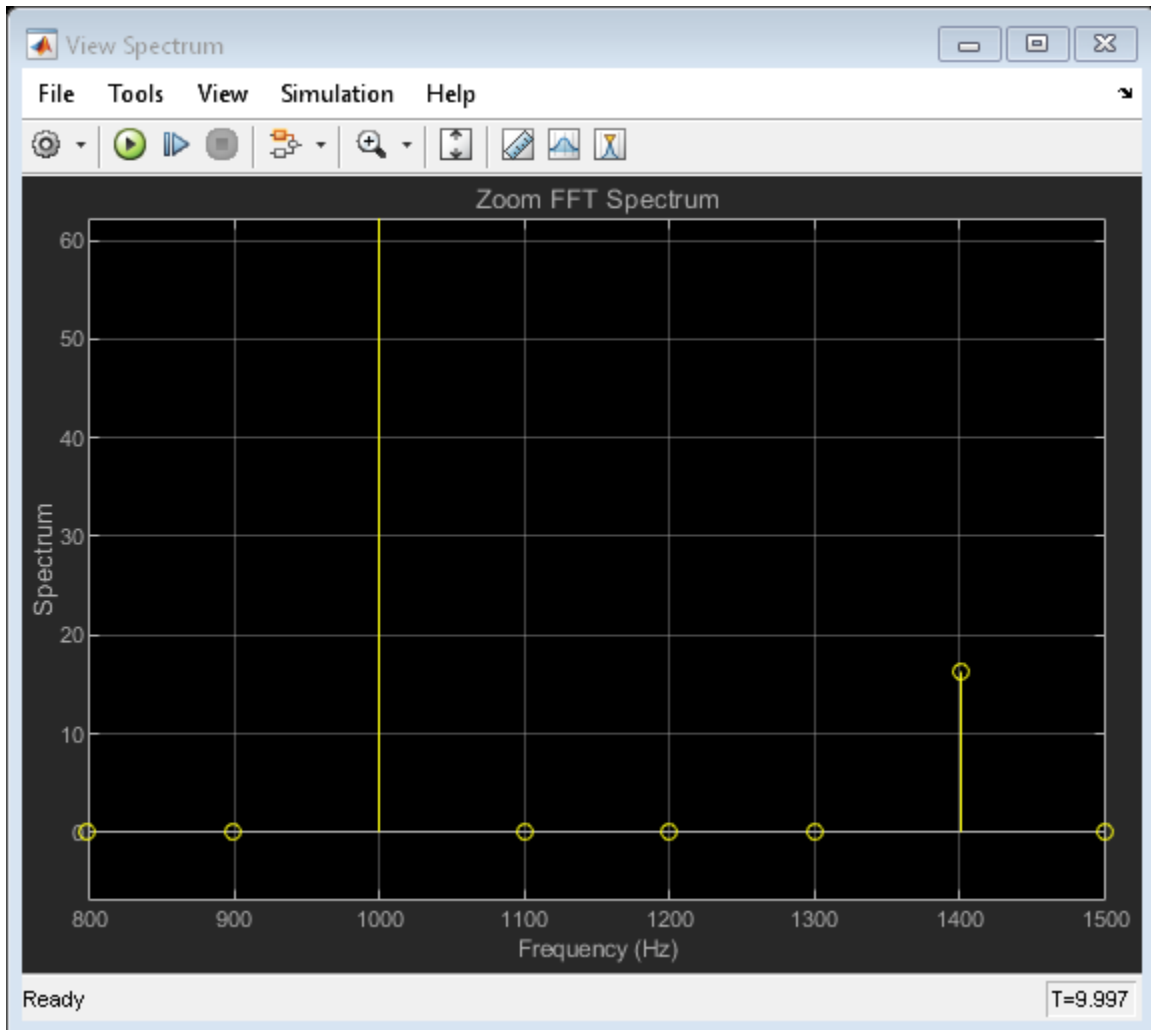 View Spectrum
File Tools View Simulation Help
Zoom FFT Spectrum
60
50
40
30
20
10
0
Spectrum
800 900 1000 1100 1200 1300 1400 1500
Frequency (Hz)
Ready T=9.997